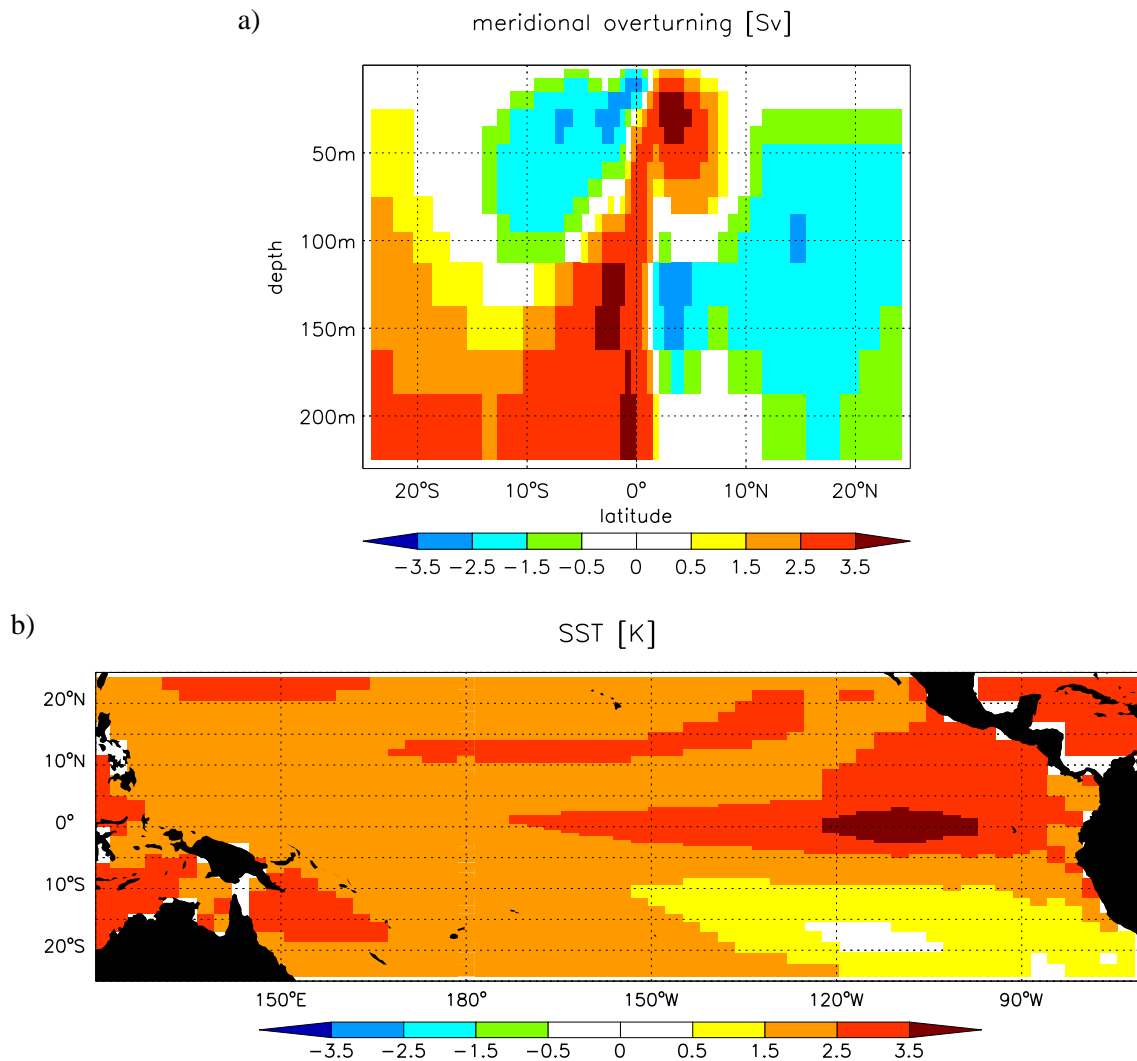 a)
meridional overturning [Sv]
50m
100m
150m
200m
depth
20°S 10°S 0° 10°N 20°N
latitude
−3.5 −2.5 −1.5 −0.5 0 0.5 1.5 2.5 3.5
b)
SST [K]
20°N
10°N
0°
10°S
20°S
150°E 180° 150°W 120°W 90°W
−3.5 −2.5 −1.5 −0.5 0 0.5 1.5 2.5 3.5